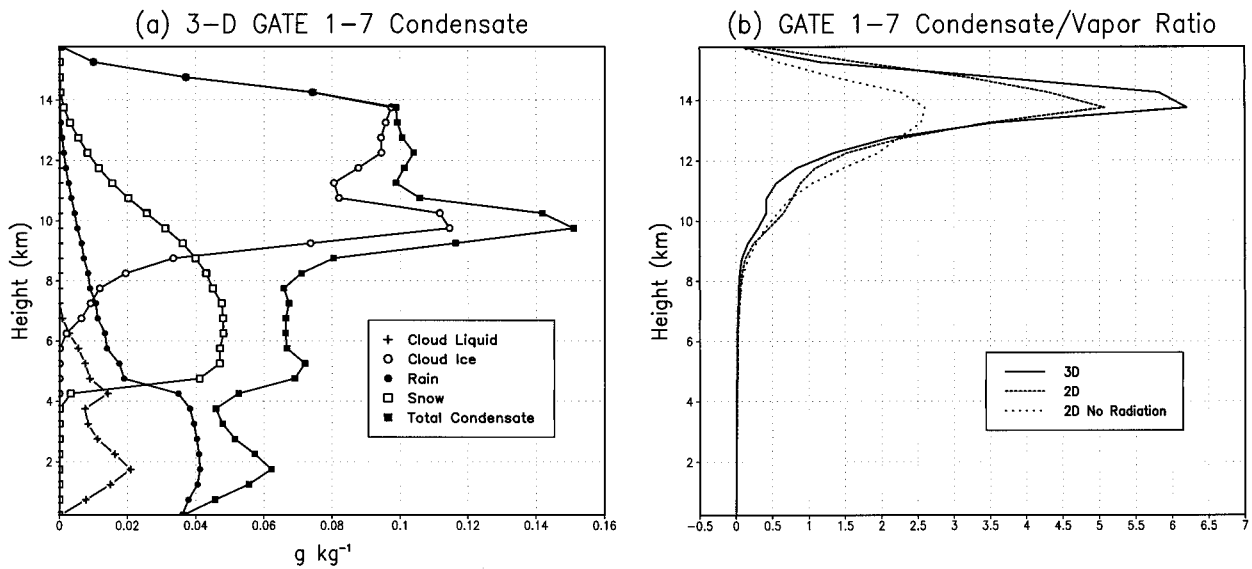 (a) 3-D GATE 1-7 Condensate
Height (km)
14
12
10
8
6
4
2
0 0.02 0.04 0.06 0.08 0.1 0.12 0.14 0.16
g kg⁻¹
Cloud Liquid
Cloud Ice
Rain
Snow
Total Condensate
(b) GATE 1-7 Condensate/Vapor Ratio
Height (km)
14
12
10
8
6
4
2
-0.5 0 0.5 1 1.5 2 2.5 3 3.5 4 4.5 5 5.5 6 6.5 7
3D
2D
2D No Radiation